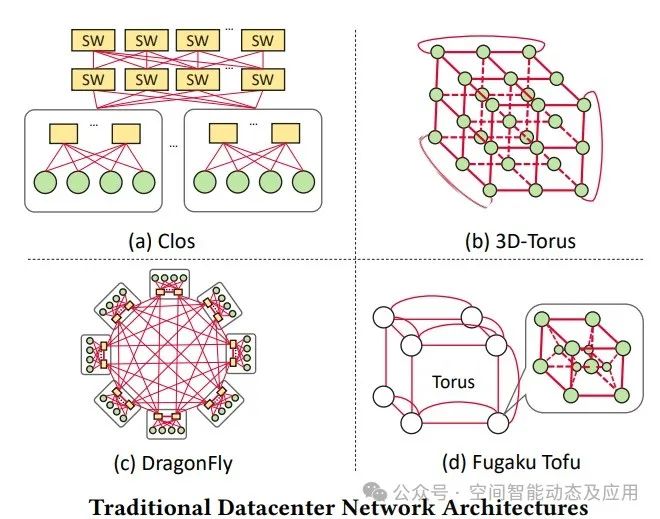 SW SW SW ... SW
SW SW SW ... SW
... ...
...
(a) Clos
(b) 3D-Torus
(c) DragonFly
Torus
(d) Fugaku Tofu
公众号 · 空间智能动态及应用
Traditional Datacenter Network Architectures